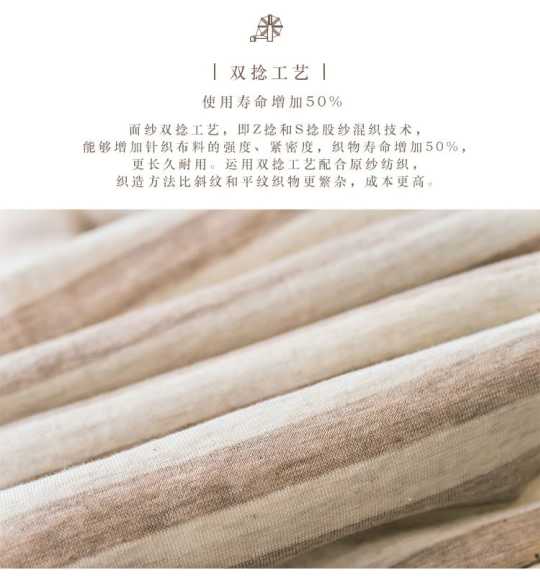 双捻工艺
使用寿命增加50%
面纱双捻工艺，即Z捻和S捻股纱混织技术，
能够增加针织布料的强度、紧密度，织物寿命增加50%，
更长久耐用。运用双捻工艺配合原纱纺织，
织造方法比斜纹和平纹织物更繁杂，成本更高。